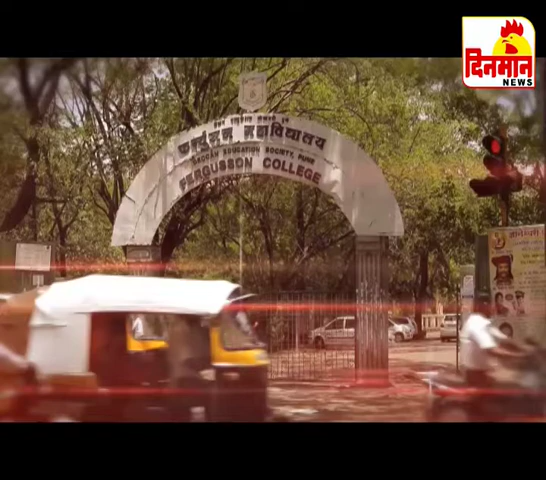 दिनमान
NEWS
फर्ग्युसन महाविद्यालय
DECCAN EDUCATION SOCIETY, PUNE
FERGUSSON COLLEGE